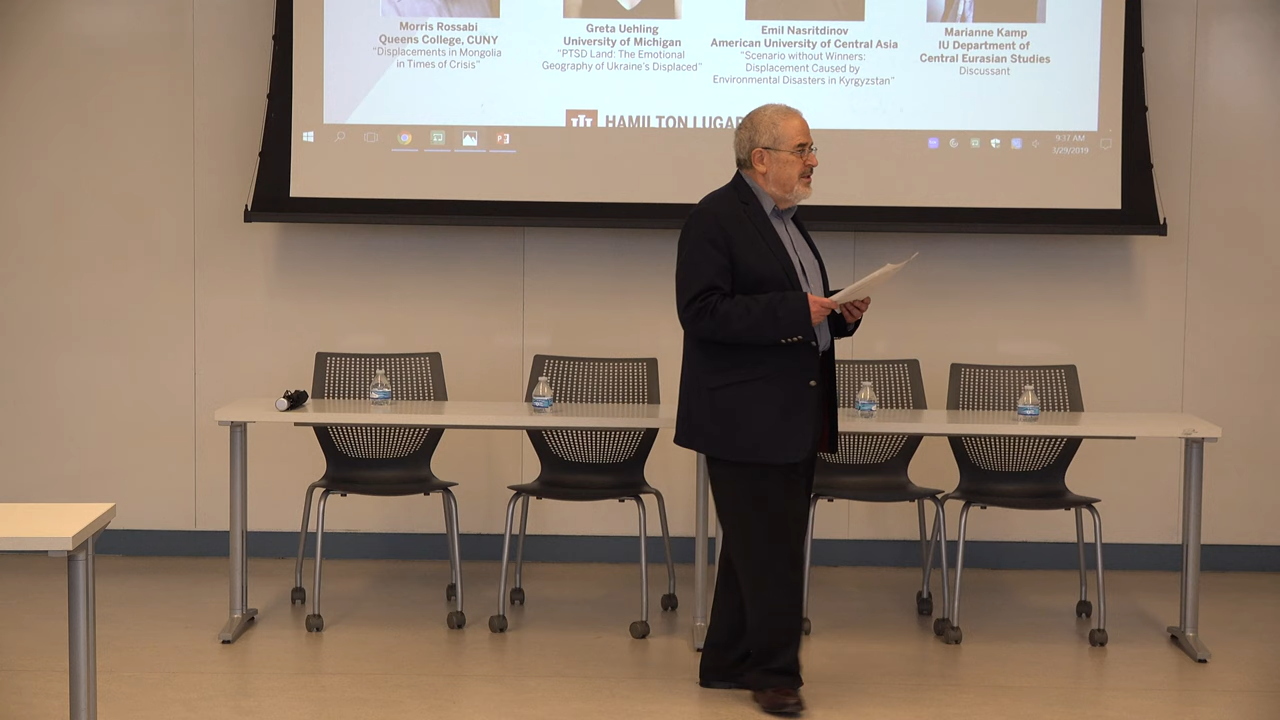 Morris Rossabi
Queens College, CUNY
“Displacements in Mongolia
in Times of Crisis”
Greta Uehling
University of Michigan
“PTSD Land: The Emotional
Geography of Ukraine’s Displaced”
Emil Nasritdinov
American University of Central Asia
“Scenario without Winners:
Displacement Caused by
Environmental Disasters in Kyrgyzstan”
Marianne Kamp
IU Department of
Central Eurasian Studies
Discussant
HAMILTON LUGAR
9:37 AM
3/29/2019